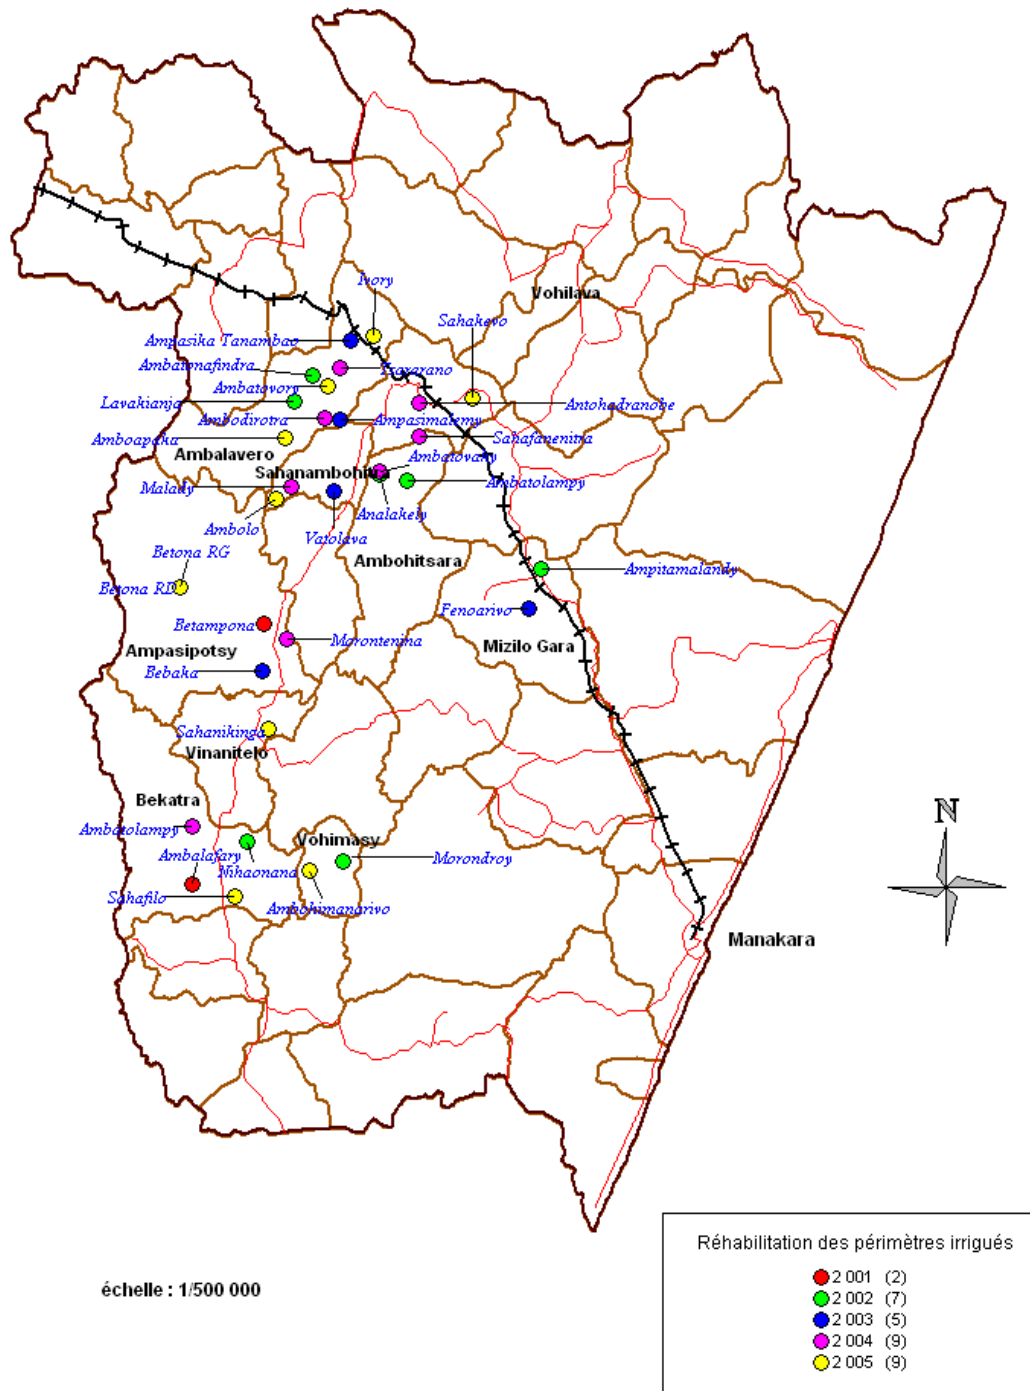 Vohilava
Ivory
Sahakevo
Ampasika Tanambao
Ambatonafindra
Tsararano
Ambatovory
Lavakianja
Antohadranobe
Ambodirotra
Ampasimalemy
Amboapaka
Sahafanenitra
Ambalavero
Ambatovany
Sahanambohitra
Malady
Ambatolampy
Ambolo
Analakely
Vatolava
Betona RG
Ambohitsara
Ampitamalandy
Betona RD
Fenoarivo
Betampona
Morontenina
Mizilo Gara
Ampasipotsy
Bebaka
Sahanikinga
Vinanitelo
Bekatra
Ambatolampy
Vohimasy
Ambalafary
Morondroy
Nihaonana
Sahafilo
Ambohimanarivo
N
Manakara
Réhabilitation des périmètres irrigués
2 001 (2)
2 002 (7)
2 003 (5)
2 004 (9)
2 005 (9)
échelle : 1/500 000